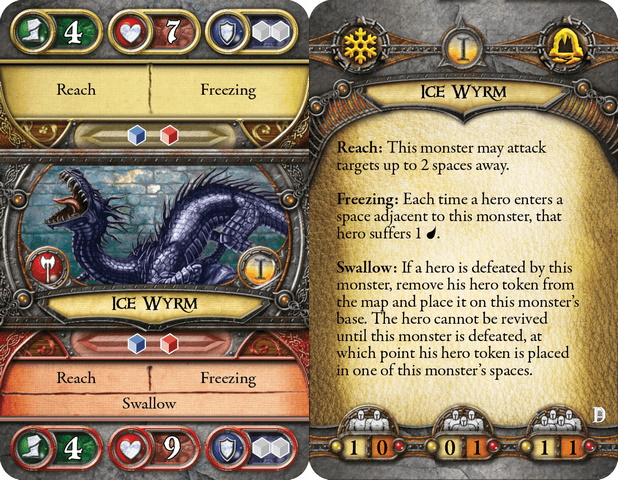 4 7
Reach Freezing
I
ICE WYRM
Reach Freezing
Swallow
4 9
I
ICE WYRM
Reach: This monster may attack
targets up to 2 spaces away.
Freezing: Each time a hero enters a
space adjacent to this monster, that
hero suffers 1 .
Swallow: If a hero is defeated by this
monster, remove his hero token from
the map and place it on this monster's
base. The hero cannot be revived
until this monster is defeated, at
which point his hero token is placed
in one of this monster's spaces.
1 0 0 1 1 1